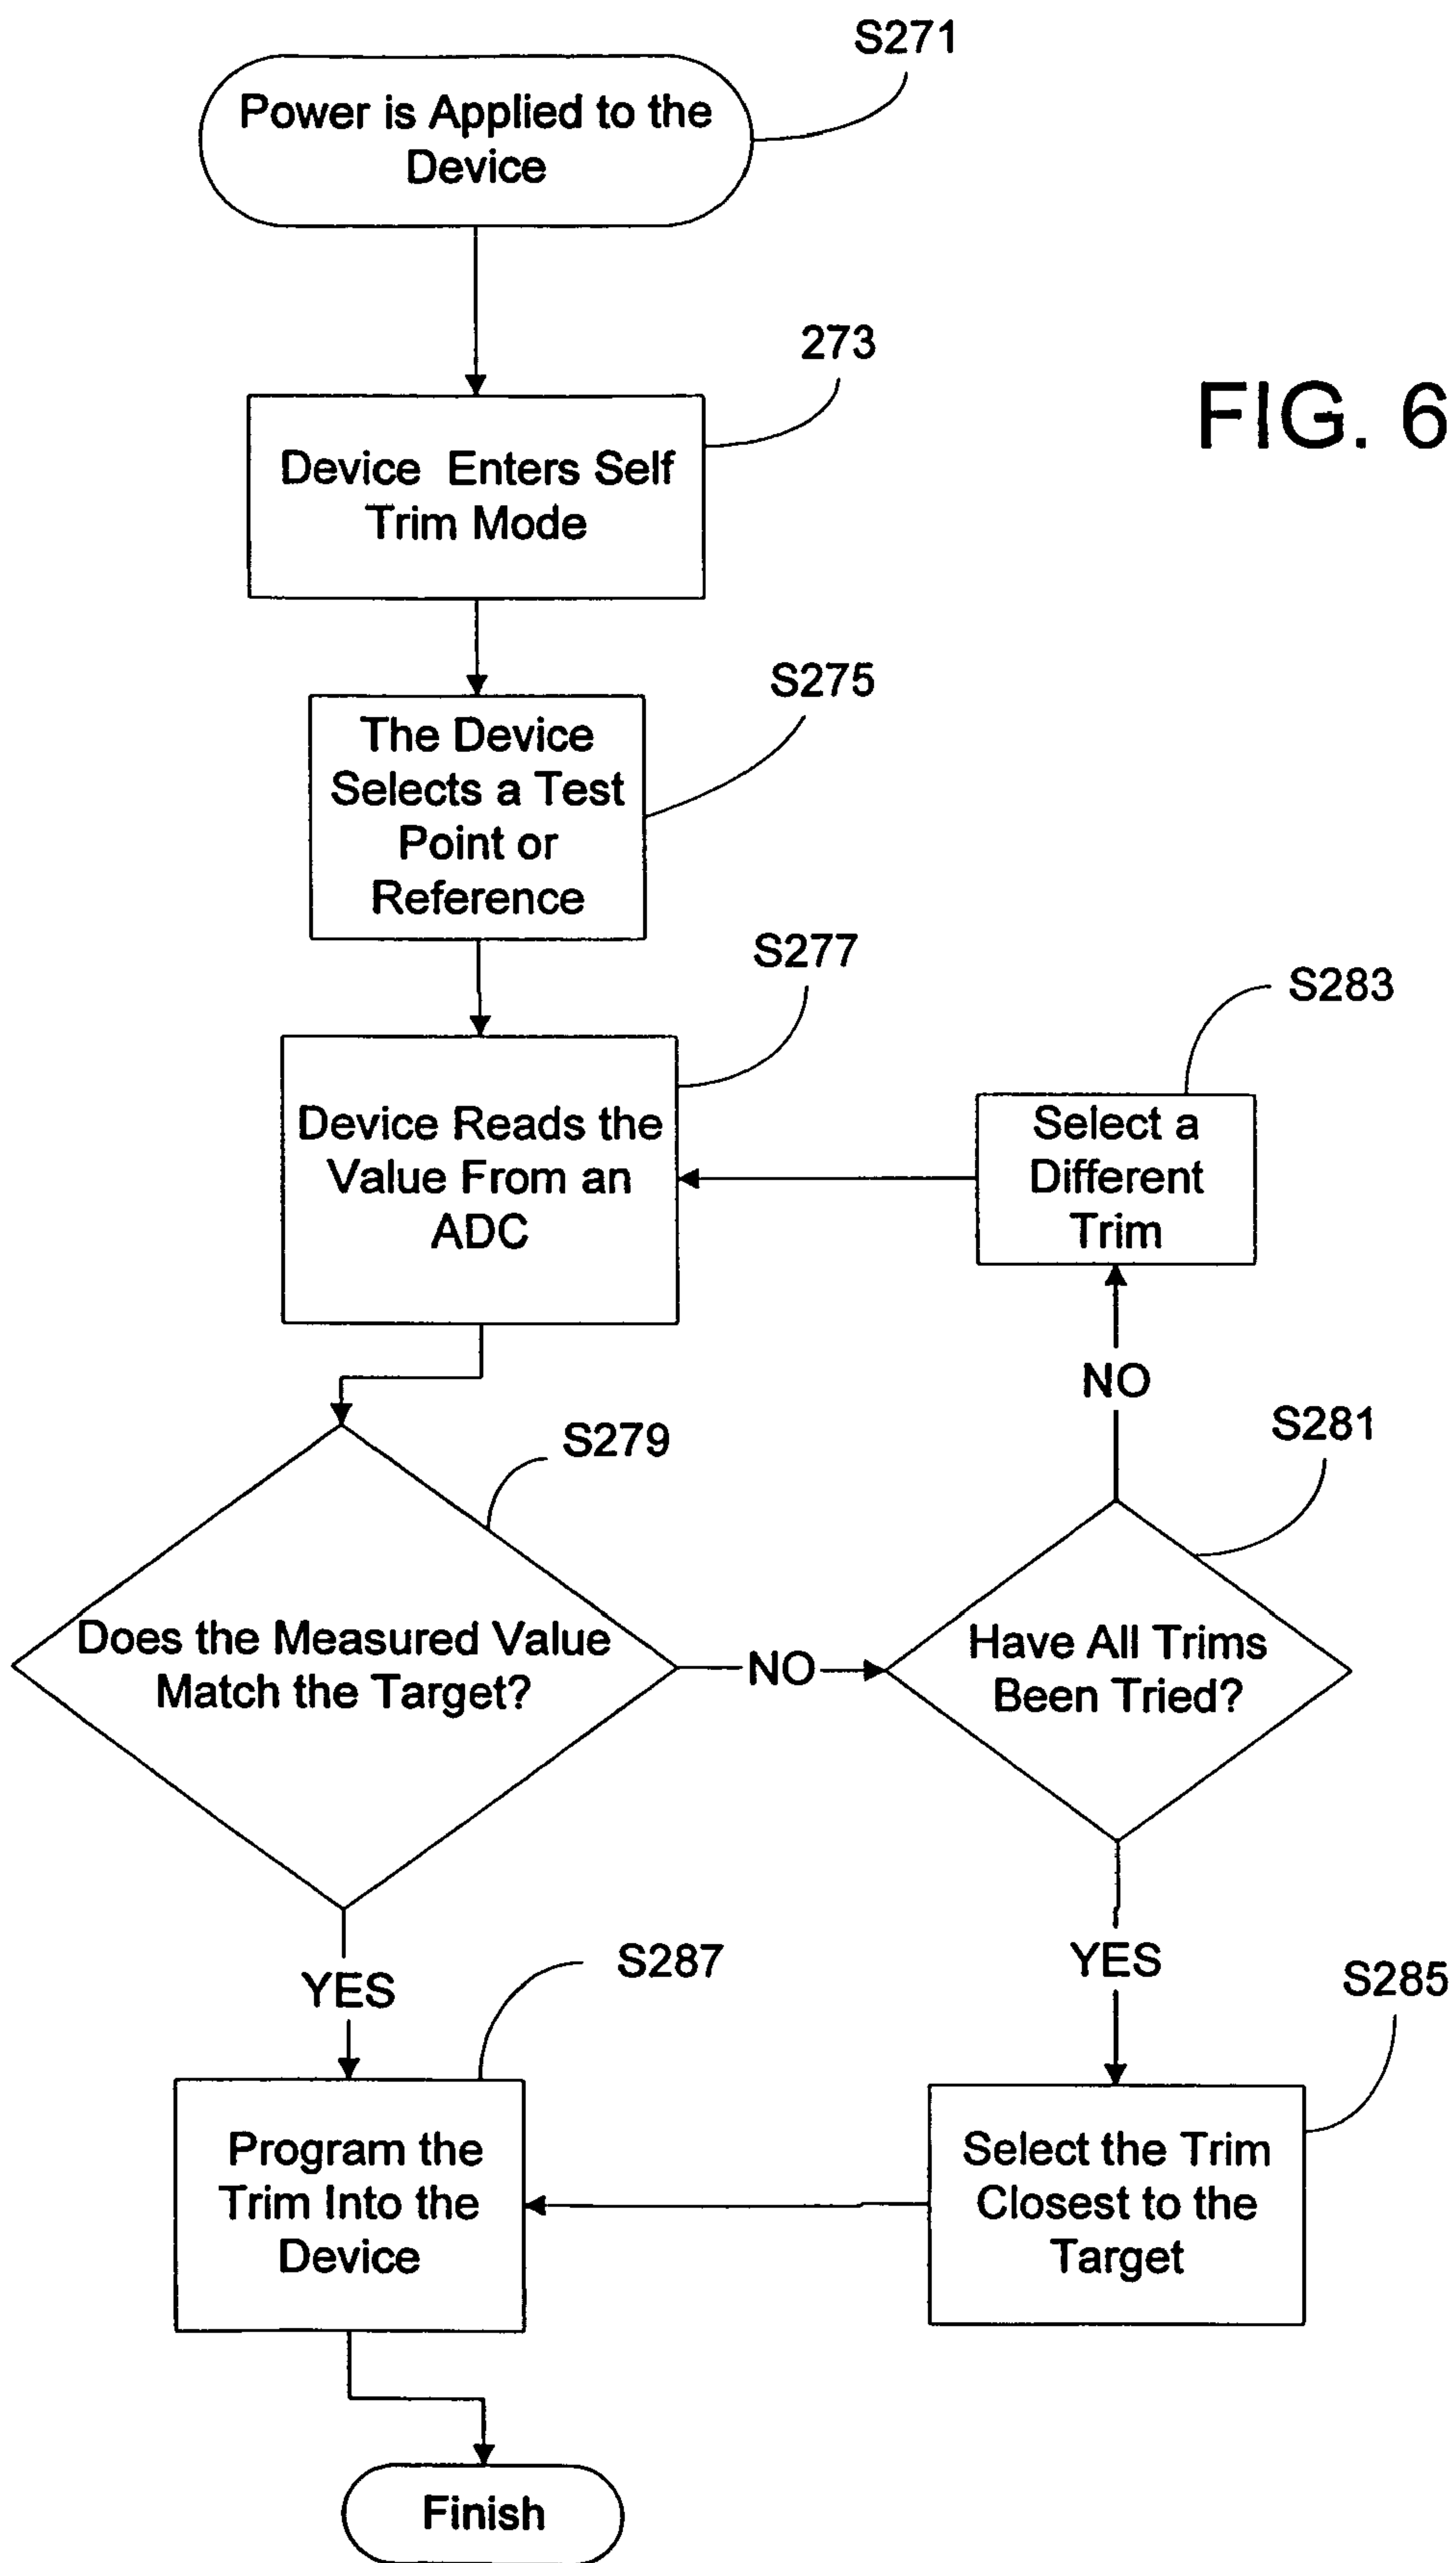 S271
Power is Applied to the
Device
273
FIG. 6
Device Enters Self
Trim Mode
S275
The Device
Selects a Test
Point or
Reference
S277
S283
Device Reads the
Value From an
ADC
Select a
Different
Trim
NO
S279
S281
Does the Measured Value
Match the Target?
NO
Have All Trims
Been Tried?
YES
S287
YES
S285
Program the
Trim Into the
Device
Select the Trim
Closest to the
Target
Finish